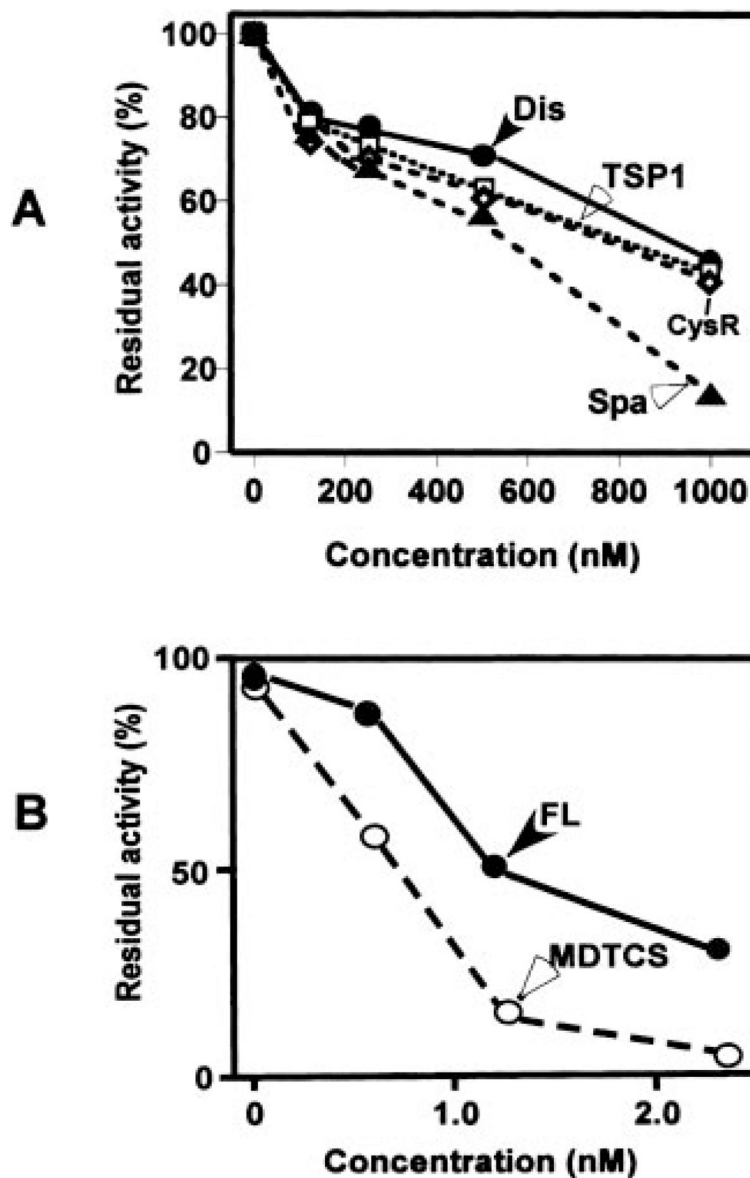 A
Residual activity (%)
100
80
60
40
20
0
Dis
TSP1
CysR
Spa
0 200 400 600 800 1000
Concentration (nM)
B
Residual activity (%)
100
50
0
FL
MDTCS
0 1.0 2.0
Concentration (nM)